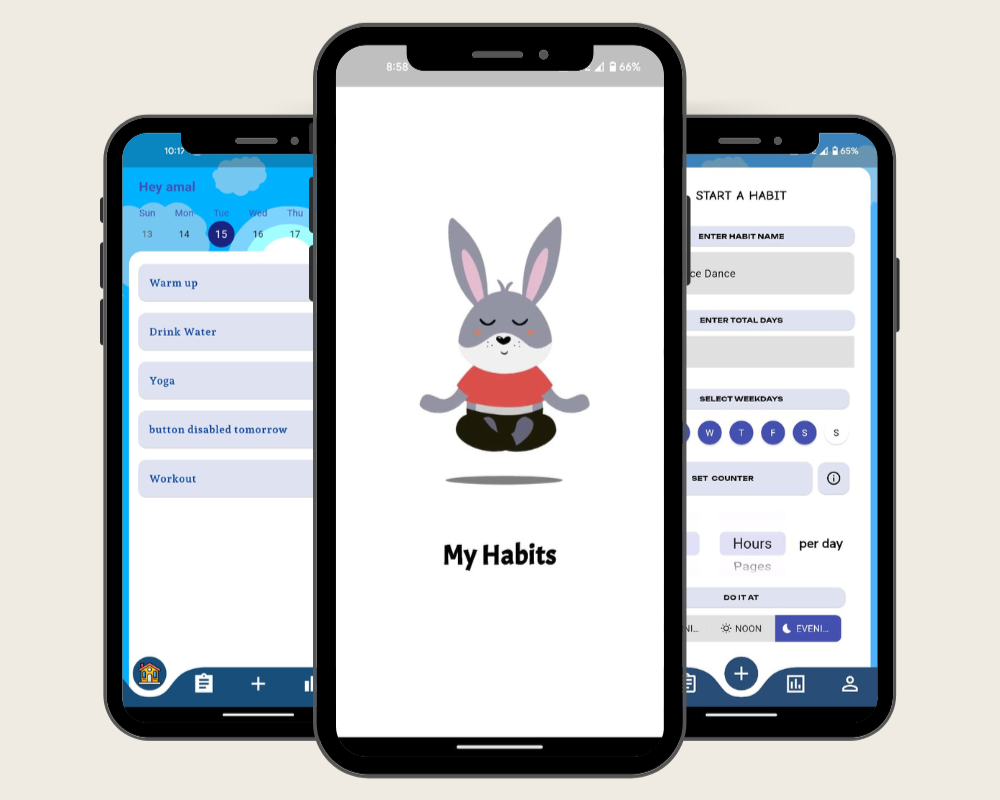 10:17
Hey amal
Sun Mon Tue Wed Thu
13 14 15 16 17
Warm up
Drink Water
Yoga
button disabled tomorrow
Workout
8:58
66%
My Habits
65%
START A HABIT
ENTER HABIT NAME
Dance
ENTER TOTAL DAYS
SELECT WEEKDAYS
W T F S S
SET COUNTER
Hours per day
Pages
DO IT AT
NOON EVENI...